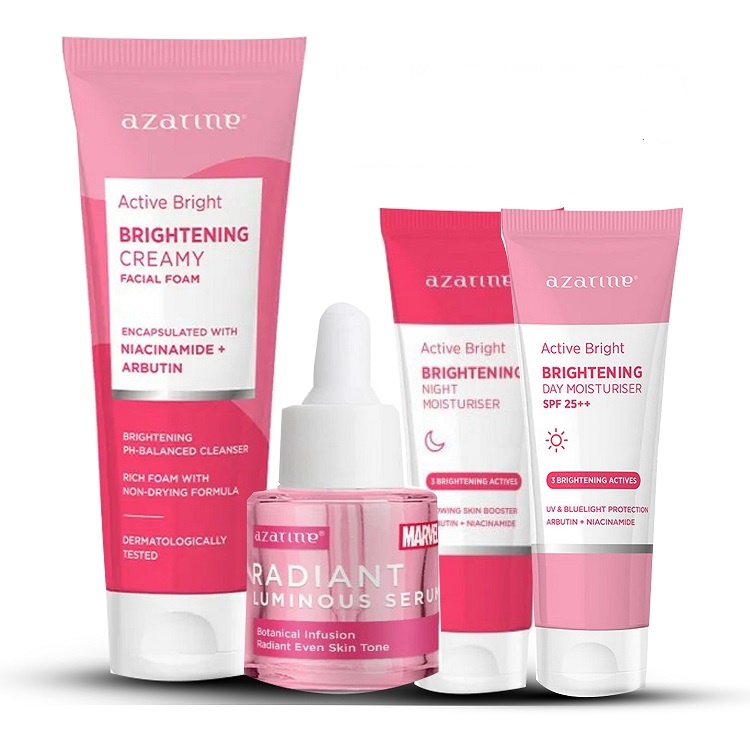 azarine®
Active Bright
BRIGHTENING
CREAMY
FACIAL FOAM
ENCAPSULATED WITH
NIACINAMIDE +
ARBUTIN
BRIGHTENING
PH-BALANCED CLEANSER
RICH FOAM WITH
NON-DRYING FORMULA
DERMATOLOGICALLY
TESTED
azarine®
MARVEL
RADIANT
LUMINOUS SERUM
Botanical Infusion
Radiant Even Skin Tone
azarine
Active Bright
BRIGHTENING
NIGHT
MOISTURISER
3 BRIGHTENING ACTIVES
SKIN BOOSTER
+ NIACINAMIDE
azarine®
Active Bright
BRIGHTENING
DAY MOISTURISER
SPF 25++
3 BRIGHTENING ACTIVES
UV & BLUELIGHT PROTECTION
ARBUTIN + NIACINAMIDE